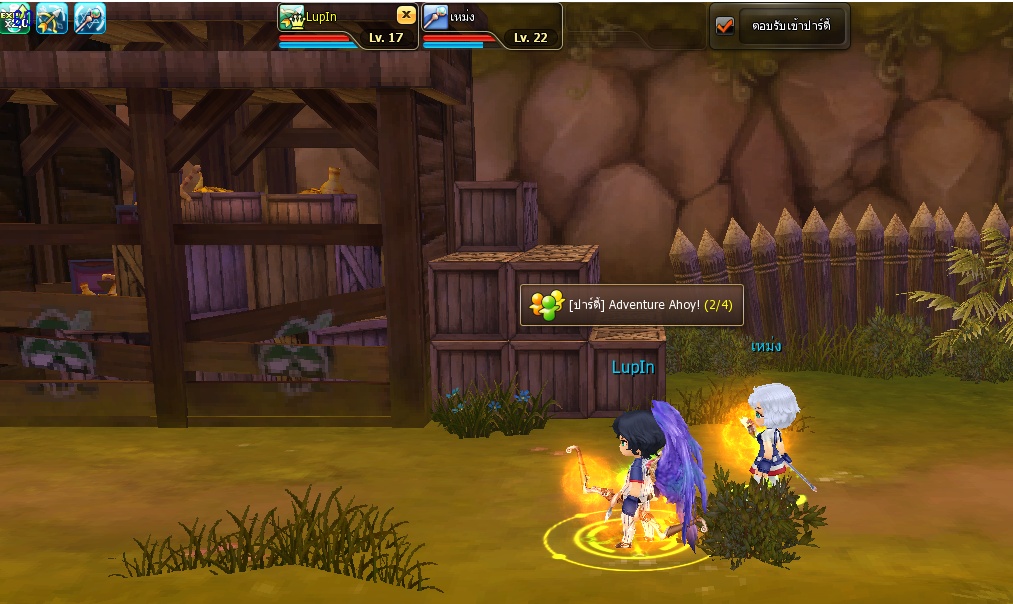 LupIn
Lv. 17
เหม่ง
Lv. 22
ตอบรับเข้าปาร์ตี้
[ปาร์ตี้] Adventure Ahoy! (2/4)
เหม่ง
LupIn